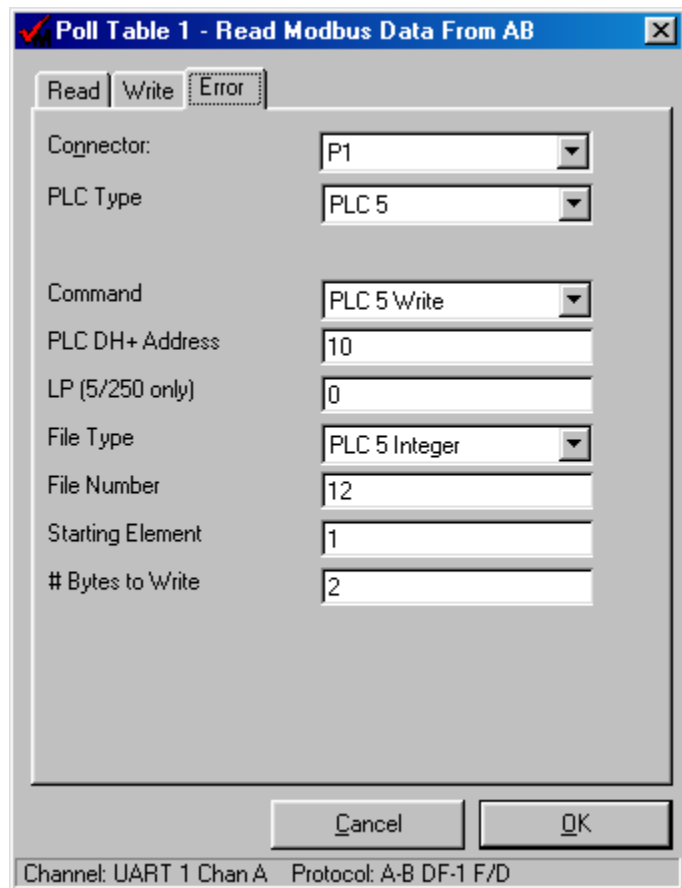 Poll Table 1 - Read Modbus Data From AB
Read Write Error
Connector: P1
PLC Type PLC 5
Command PLC 5 Write
PLC DH+ Address 10
LP (5/250 only) 0
File Type PLC 5 Integer
File Number 12
Starting Element 1
# Bytes to Write 2
Cancel OK
Channel: UART 1 Chan A Protocol: A-B DF-1 F/D